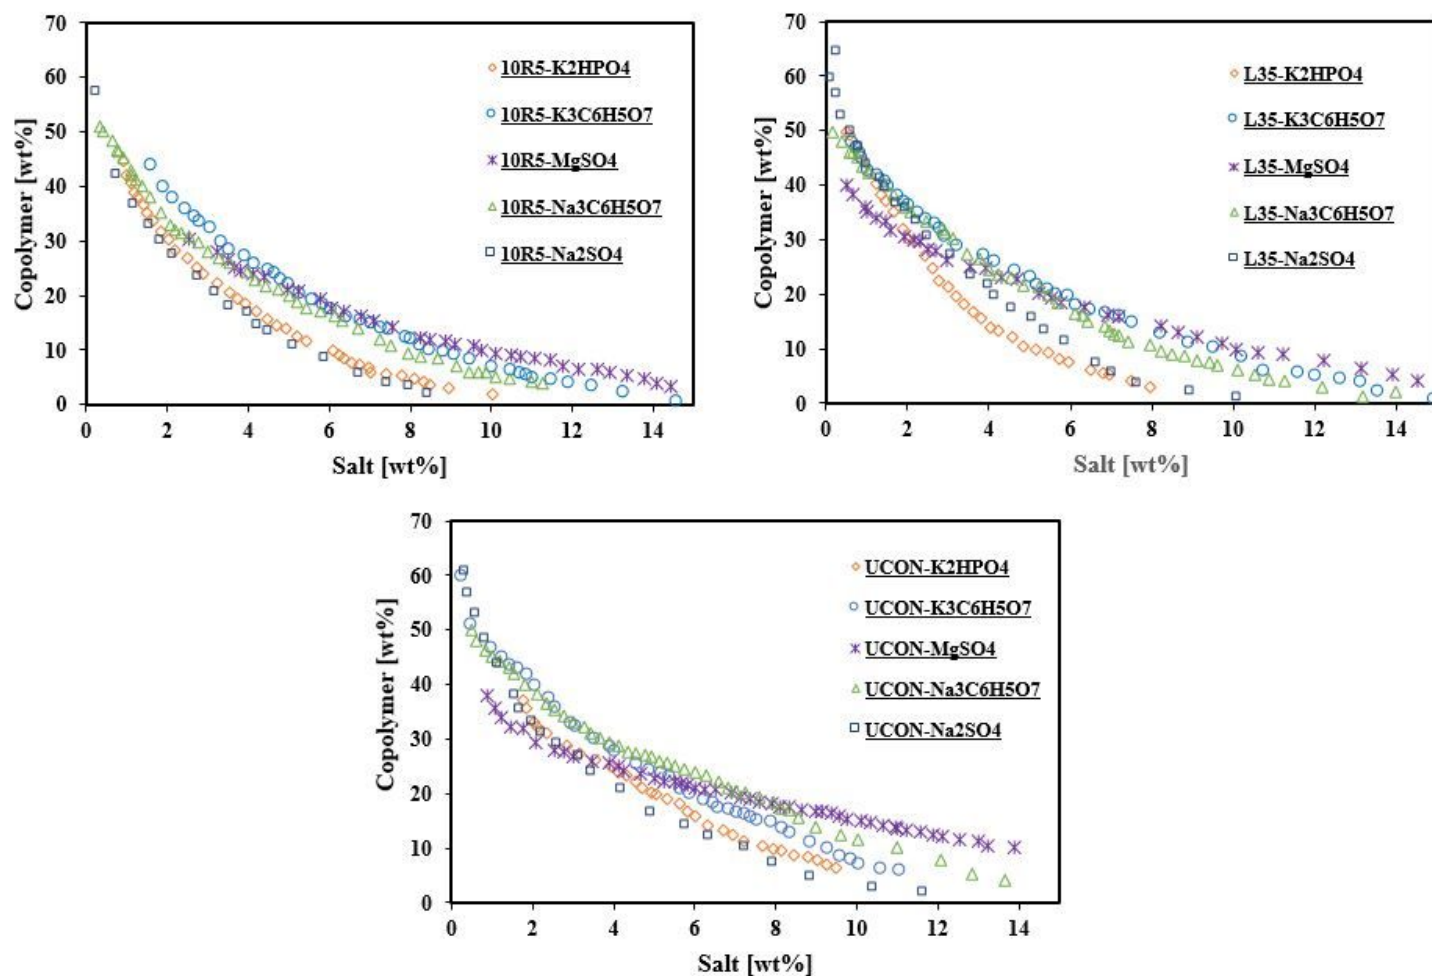 Copolymer [wt%]
70
60
50
40
30
20
10
0
0 2 4 6 8 10 12 14
Salt [wt%]
10R5-K2HPO4
10R5-K3C6H5O7
10R5-MgSO4
10R5-Na3C6H5O7
10R5-Na2SO4
Copolymer [wt%]
70
60
50
40
30
20
10
0
0 2 4 6 8 10 12 14
Salt [wt%]
L35-K2HPO4
L35-K3C6H5O7
L35-MgSO4
L35-Na3C6H5O7
L35-Na2SO4
Copolymer [wt%]
70
60
50
40
30
20
10
0
0 2 4 6 8 10 12 14
Salt [wt%]
UCON-K2HPO4
UCON-K3C6H5O7
UCON-MgSO4
UCON-Na3C6H5O7
UCON-Na2SO4